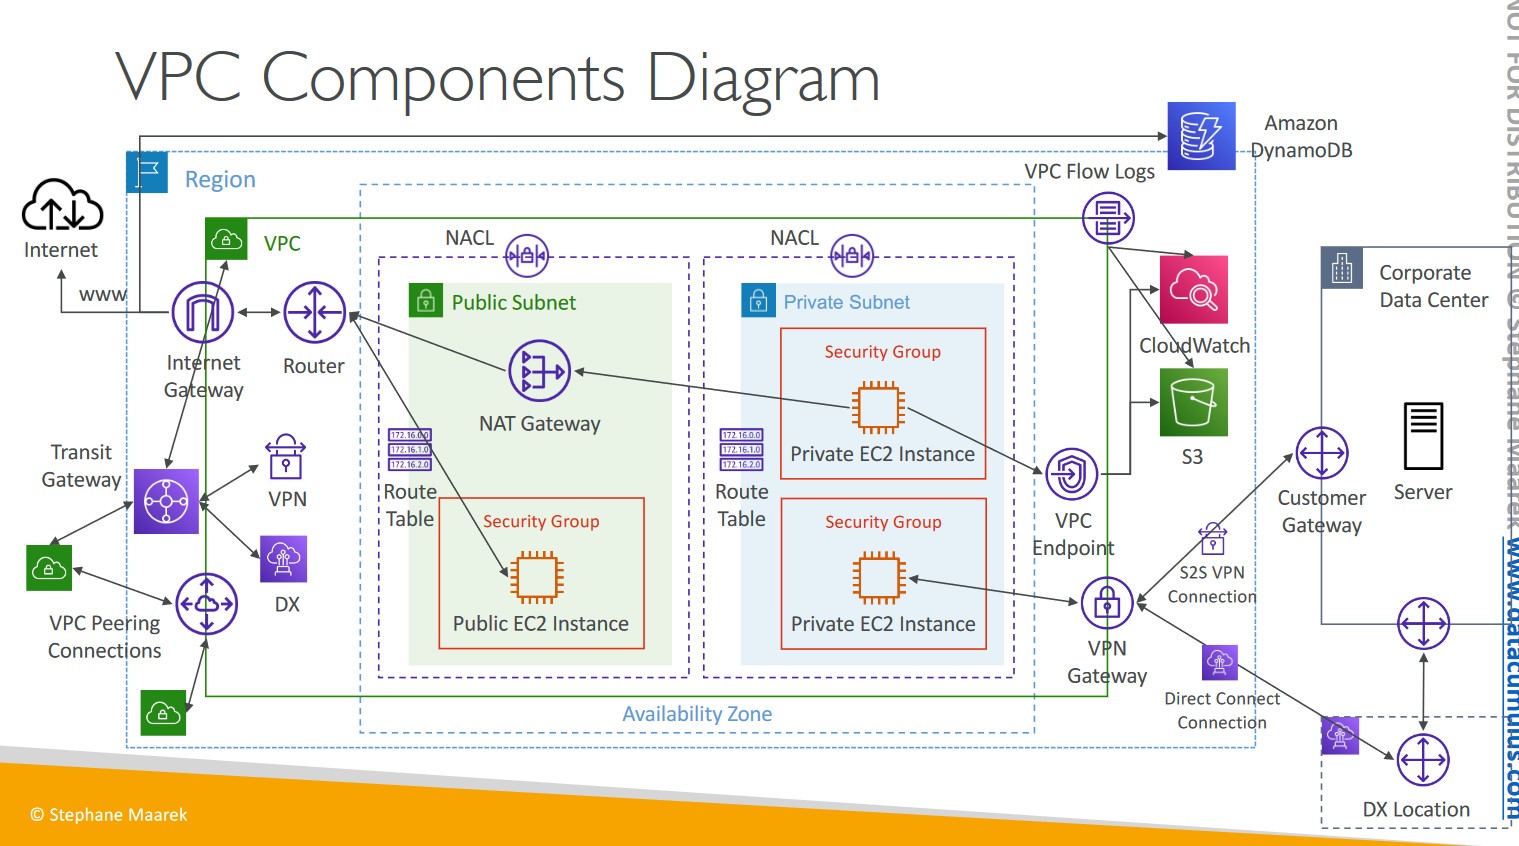 VPC Components Diagram
Amazon
DynamoDB
Region
VPC Flow Logs
Internet
VPC
NACL
NACL
Corporate
Data Center
www
Public Subnet
Private Subnet
Internet
Gateway
Router
Security Group
CloudWatch
NAT Gateway
172.16.0.0
172.16.1.0
172.16.2.0
172.16.0.0
172.16.1.0
172.16.2.0
Private EC2 Instance
S3
Transit
Gateway
VPN
Route
Table
Route
Table
Customer
Gateway
Server
Security Group
Security Group
VPC
Endpoint
S2S VPN
Connection
DX
VPC Peering
Connections
Public EC2 Instance
Private EC2 Instance
VPN
Gateway
Direct Connect
Connection
Availability Zone
DX Location
© Stephane Maarek
NOT FOR DISTRIBUTION © Stephane Maarek www.datacumulus.com